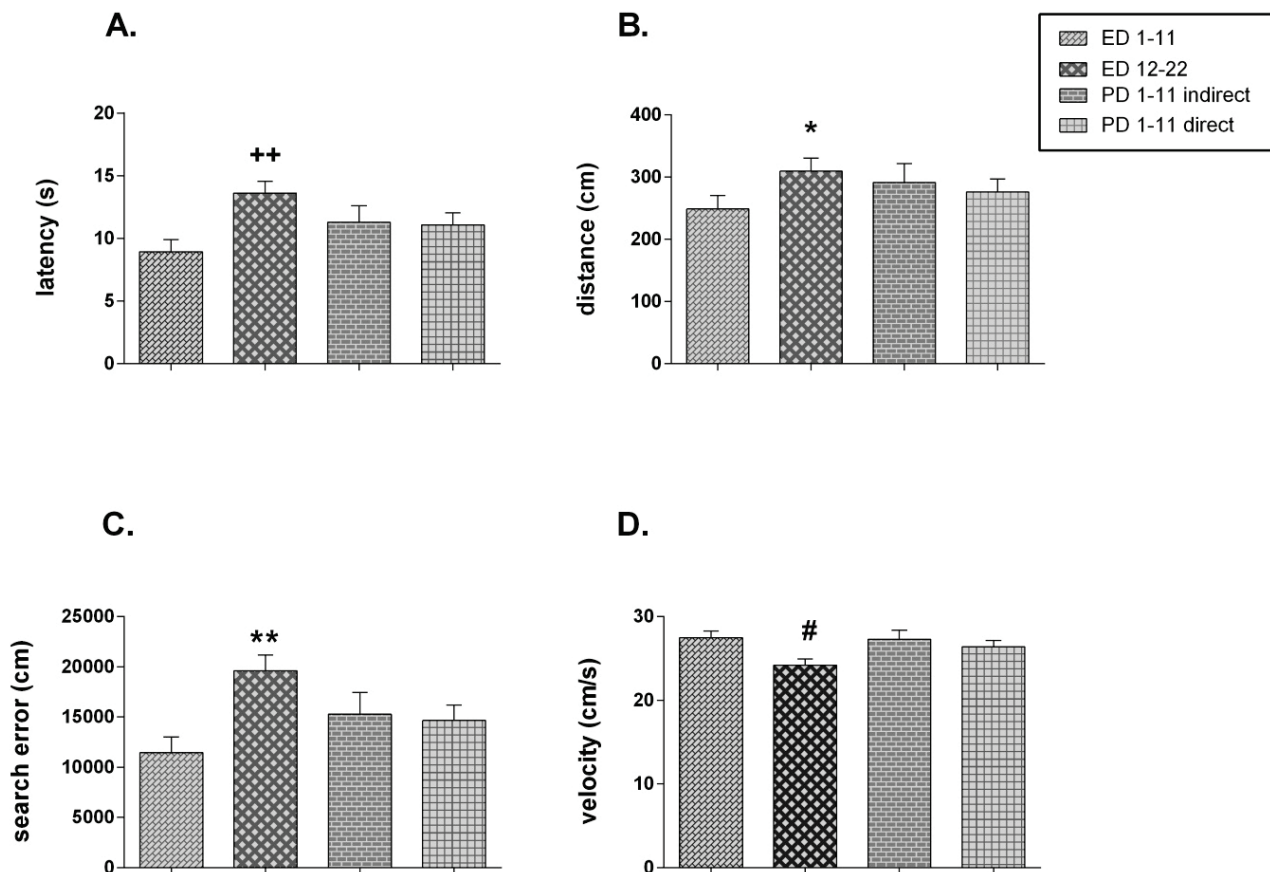 A.
B.
ED 1-11
ED 12-22
PD 1-11 indirect
PD 1-11 direct
latency (s)
20
15
10
5
0
++
distance (cm)
400
300
200
100
0
*
C.
D.
search error (cm)
25000
20000
15000
10000
5000
0
**
velocity (cm/s)
30
20
10
0
#